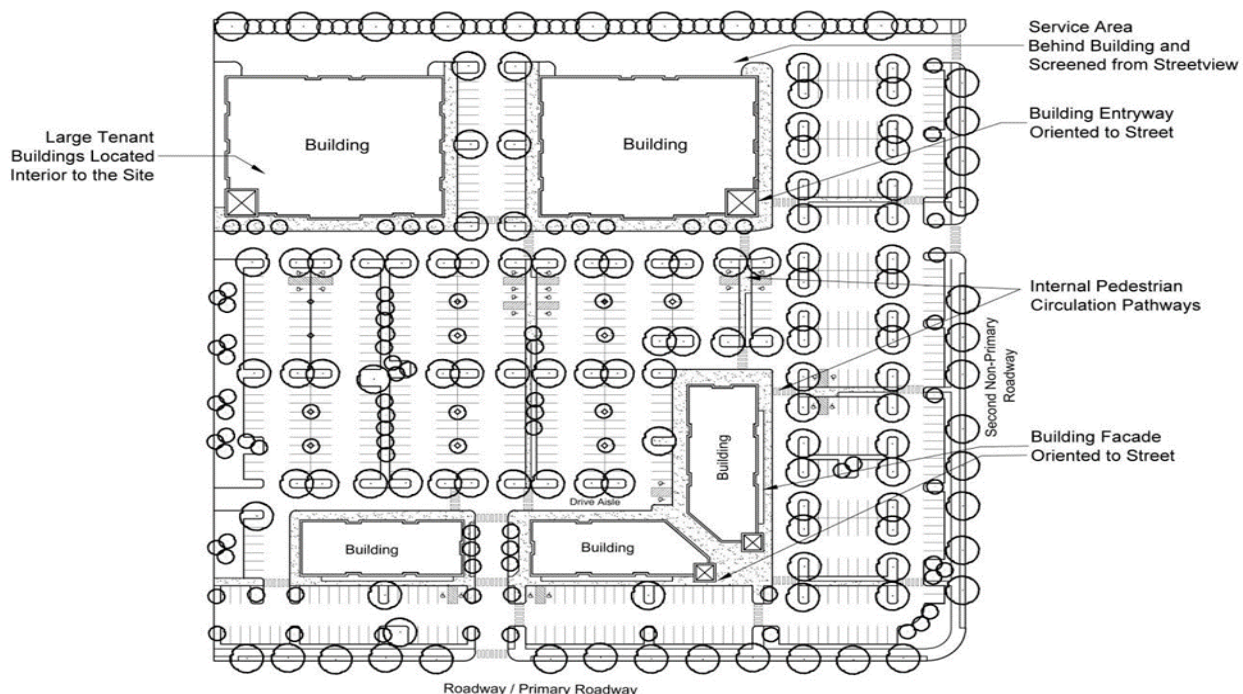 Service Area
Behind Building and
Screened from Streetview
Building Entryway
Oriented to Street
Large Tenant
Buildings Located
Interior to the Site
Building
Building
Internal Pedestrian
Circulation Pathways
Second Non-Primary
Roadway
Building Facade
Oriented to Street
Building
Drive Aisle
Building
Building
Roadway / Primary Roadway